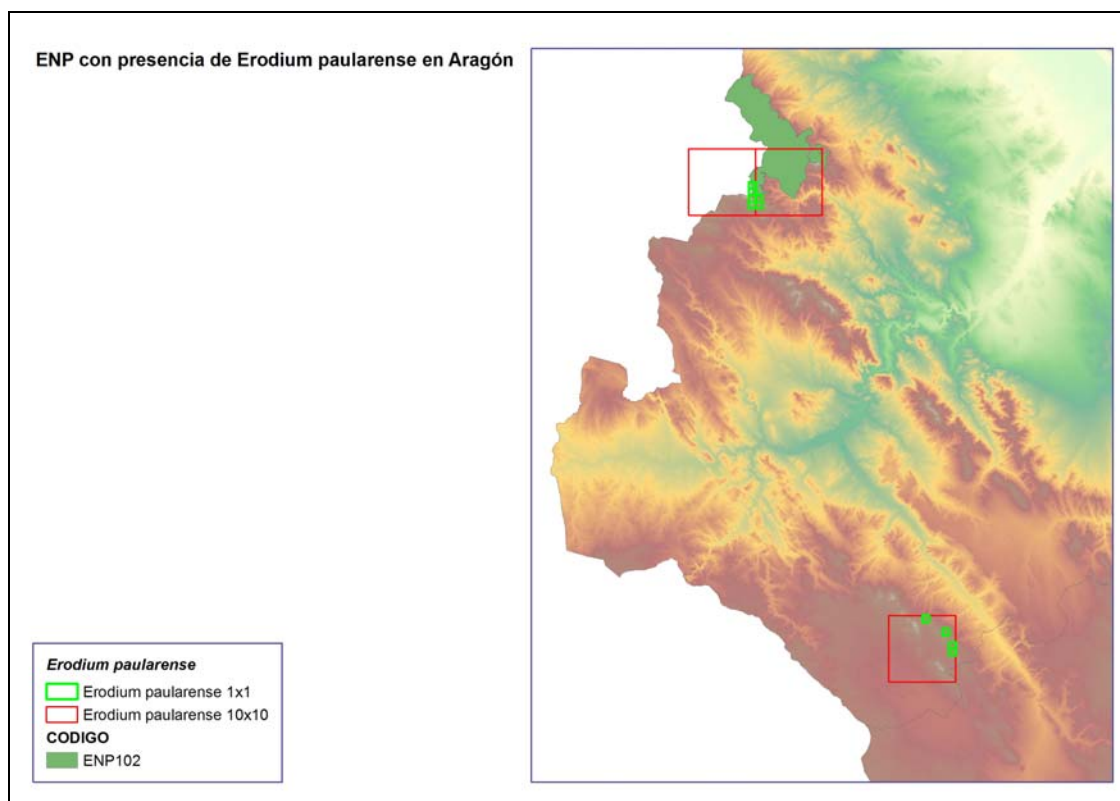 ENP con presencia de Erodium paularense en Aragón
Erodium paularense
Erodium paularense 1x1
Erodium paularense 10x10
CODIGO
ENP102